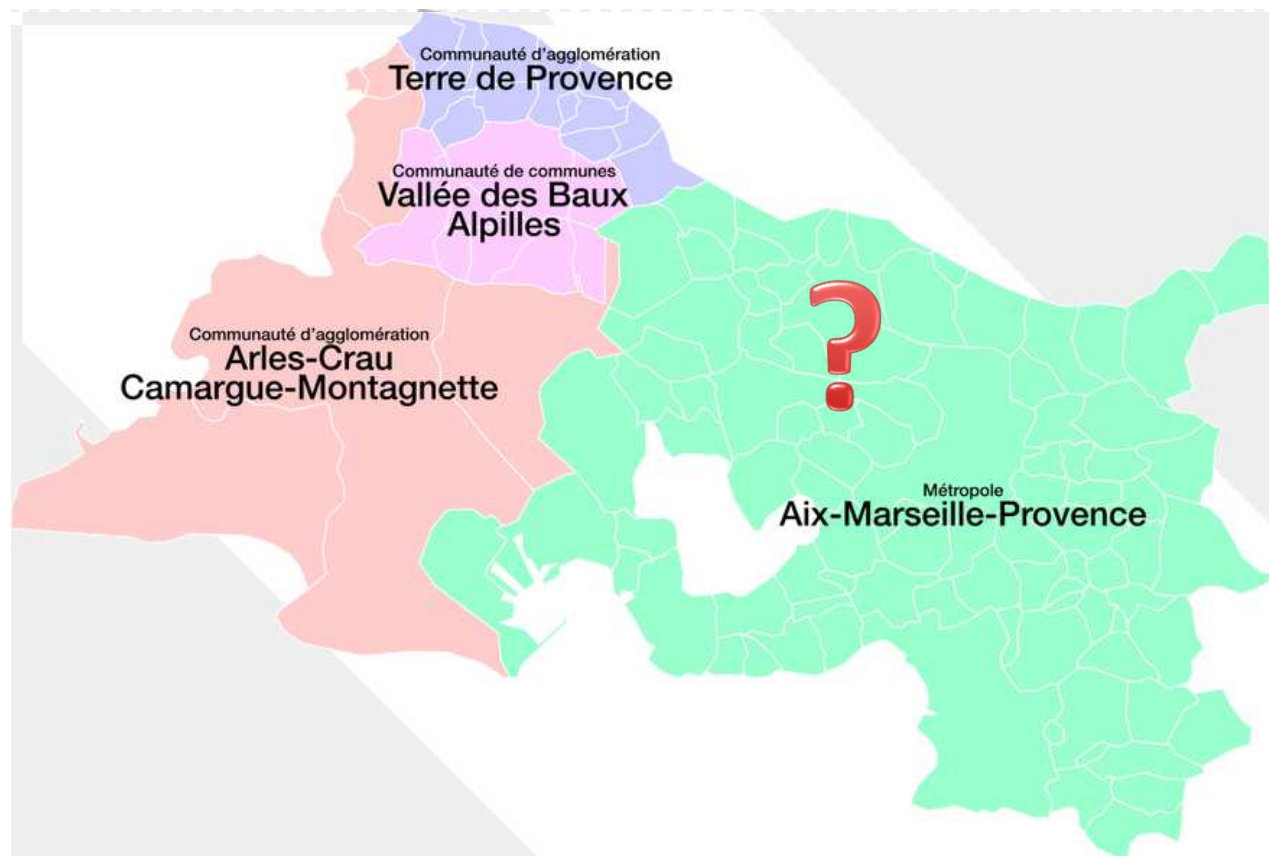 Communauté d'agglomération
Terre de Provence
Communauté de communes
Vallée des Baux
Alpilles
Communauté d'agglomération
Arles-Crau
Camargue-Montagnette
?
Métropole
Aix-Marseille-Provence